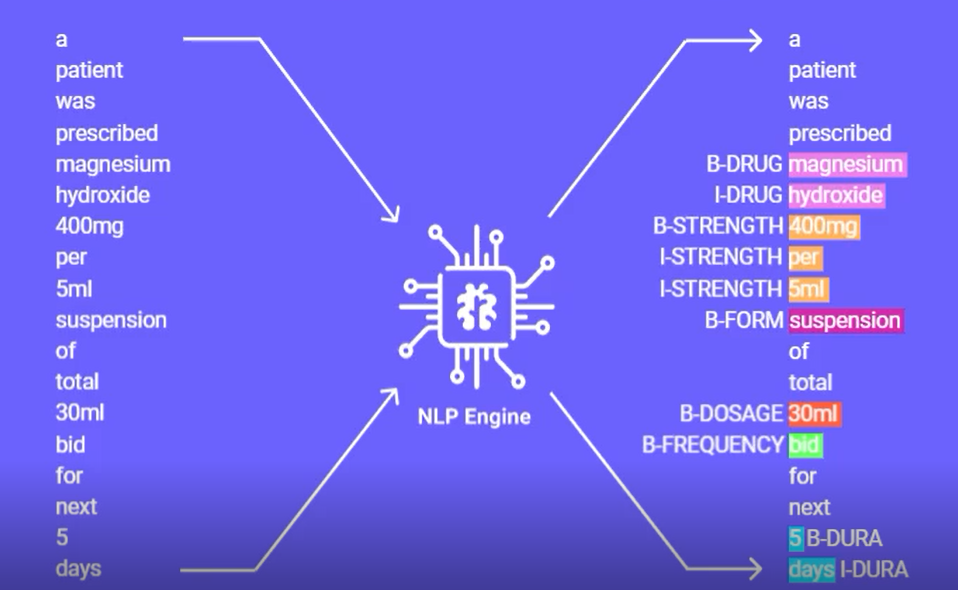 a
patient
was
prescribed
magnesium
hydroxide
400mg
per
5ml
suspension
of
total
30ml
bid
for
next
5
days
NLP Engine
a
patient
was
prescribed
B-DRUG magnesium
I-DRUG hydroxide
B-STRENGTH 400mg
I-STRENGTH per
I-STRENGTH 5ml
B-FORM suspension
of
total
B-DOSAGE 30ml
B-FREQUENCY bid
for
next
5 B-DURA
days I-DURA